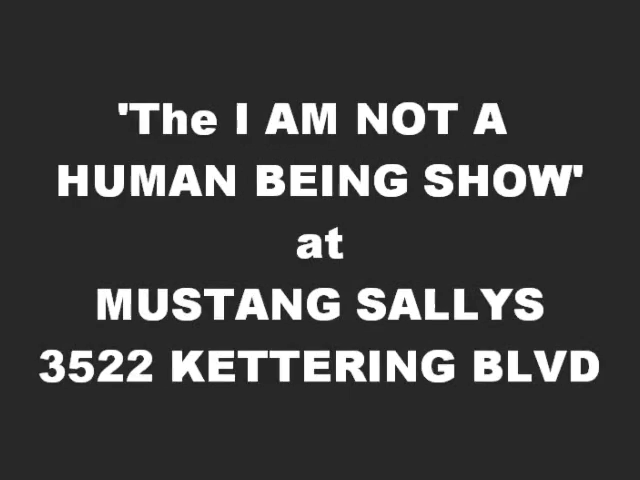 'The I AM NOT A
HUMAN BEING SHOW'
at
MUSTANG SALLYS
3522 KETTERING BLVD